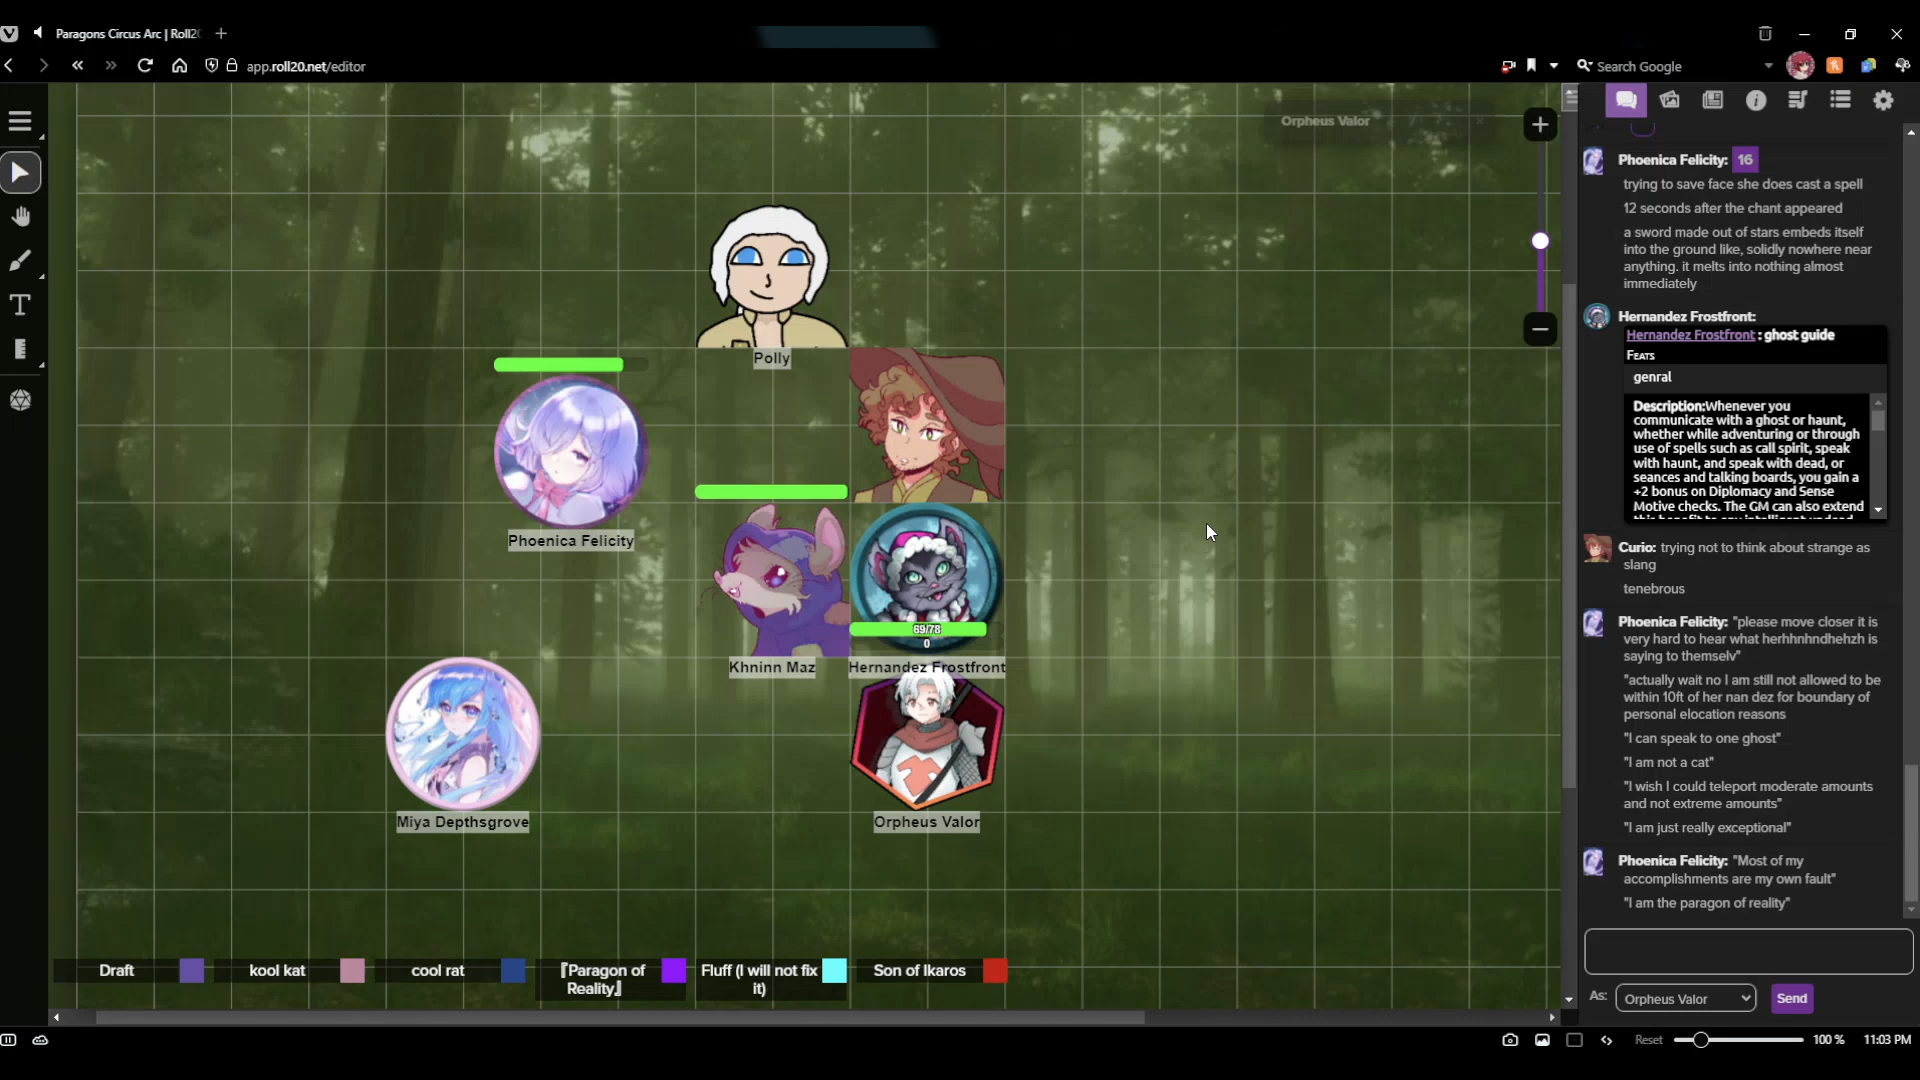 Paragons Circus Arc | Roll20
app.roll20.net/editor
Search Google
Orpheus Valor
Polly
Phoenica Felicity
Khninn Maz
69/78
0
Hernandez Frostfront
Miya Depthsgrove
Orpheus Valor
Draft
kool kat
cool rat
『Paragon of
Reality』
Fluff (I will not fix
it)
Son of Ikaros
Phoenica Felicity: 16
trying to save face she does cast a spell
12 seconds after the chant appeared
a sword made out of stars embeds itself
into the ground like, solidly nowhere near
anything. it melts into nothing almost
immediately
Hernandez Frostfront:
Hernandez Frostfront : ghost guide
FEATS
genral
Description:Whenever you
communicate with a ghost or haunt,
whether while adventuring or through
use of spells such as call spirit, speak
with haunt, and speak with dead, or
seances and talking boards, you gain a
+2 bonus on Diplomacy and Sense
Motive checks. The GM can also extend
this benefit to any intelligent undead
Curio: trying not to think about strange as
slang
tenebrous
Phoenica Felicity: "please move closer it is
very hard to hear what herhhnhndhehzh is
saying to themselv"
"actually wait no I am still not allowed to be
within 10ft of her nan dez for boundary of
personal elocation reasons
"I can speak to one ghost"
"I am not a cat"
"I wish I could teleport moderate amounts
and not extreme amounts"
"I am just really exceptional"
Phoenica Felicity: "Most of my
accomplishments are my own fault"
"I am the paragon of reality"
As:
Orpheus Valor
Send
Reset
100 %
11:03 PM